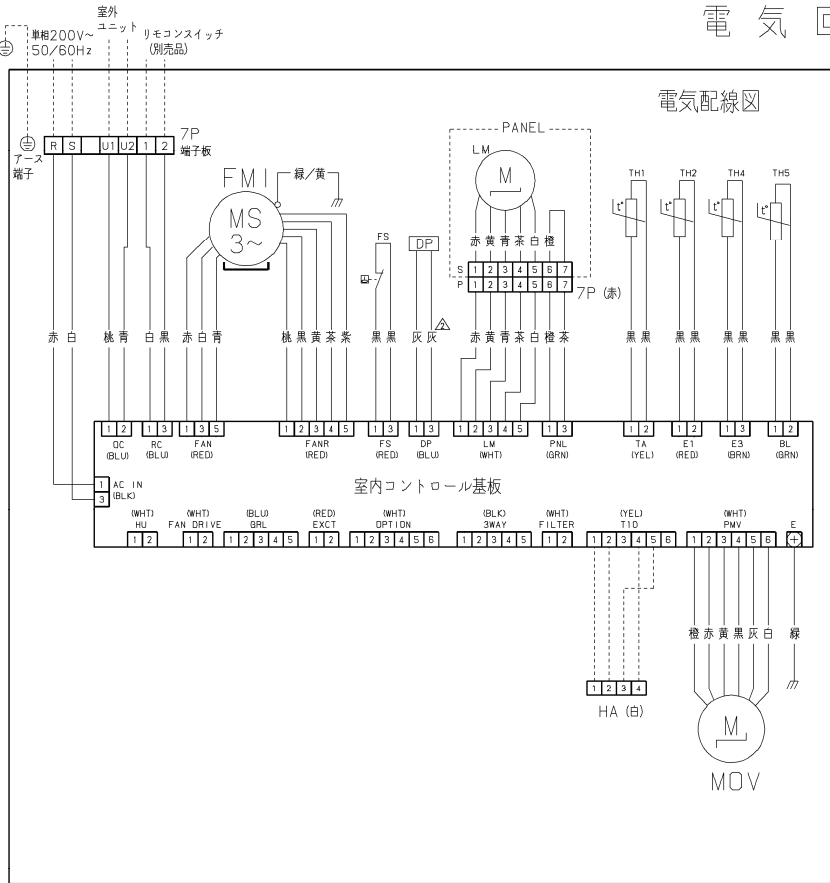 電気
室外
ユニット
単相200V~
50/60Hz
リモコンスイッチ
(別売品)
電気配線図
アース
端子
R S U1 U2 1 2
7P
端子板
PANEL
LM
M
FM1
MS
3~
緑/黄
FS
DP
TH1
TH2
TH4
TH5
t°
t°
t°
t°
赤 黄 青 茶 白 橙
S 1 2 3 4 5 6 7
P 1 2 3 4 5 6 7
7P (赤)
2
赤 白 桃 青 白 黒 赤 白 青 桃 黒 黄 茶 紫 黒 黒 灰 灰 赤 黄 青 茶 白 橙 茶 黒 黒 黒 黒 黒 黒 黒 黒
1 2
1 3
1 3 5
1 2 3 4 5
1 3
1 3
1 2 3 4 5
1 3
1 2
1 2
1 3
1 2
OC
(BLU)
RC
(BLU)
FAN
(RED)
FANR
(RED)
FS
(RED)
DP
(BLU)
LM
(WHT)
PNL
(GRN)
TA
(YEL)
E1
(RED)
E3
(BRN)
BL
(GRN)
1
3
AC IN
(BLK)
室内コントロール基板
(WHT)
HU
1 2
(WHT)
FAN DRIVE
1 2
(BLU)
GRL
1 2 3 4 5
(RED)
EXCT
1 2
(WHT)
OPTION
1 2 3 4 5 6
(BLK)
3WAY
1 2 3 4 5
(WHT)
FILTER
1 2
(YEL)
T10
1 2 3 4 5 6
(WHT)
PMV
1 2 3 4 5 6
E
橙 赤 黄 黒 灰 白 緑
1 2 3 4
HA (白)
M
MOV